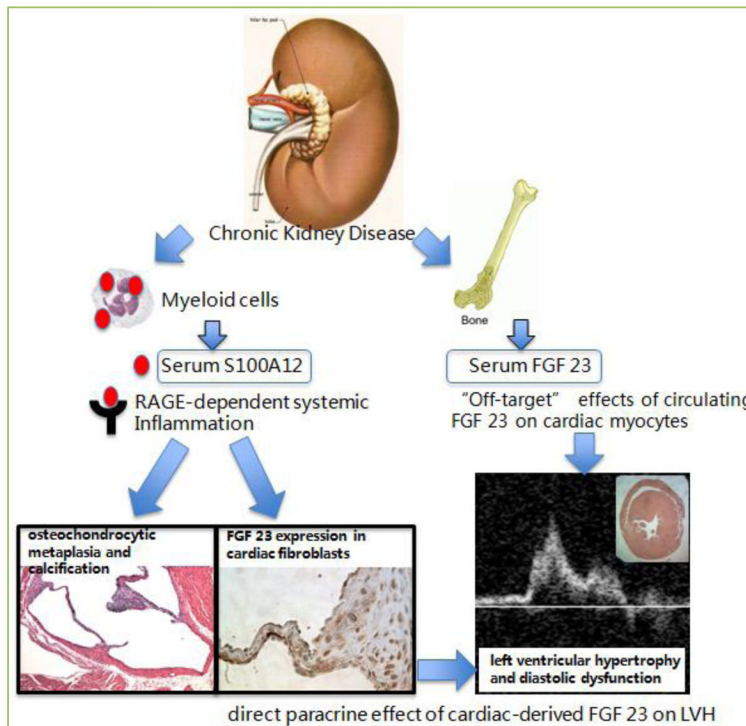 Chronic Kidney Disease
Myeloid cells
Bone
Serum S100A12
Serum FGF 23
RAGE-dependent systemic
Inflammation
"Off-target" effects of circulating
FGF 23 on cardiac myocytes
osteochondrocytic
metaplasia and
calcification
FGF 23 expression in
cardiac fibroblasts
left ventricular hypertrophy
and diastolic dysfunction
direct paracrine effect of cardiac-derived FGF 23 on LVH